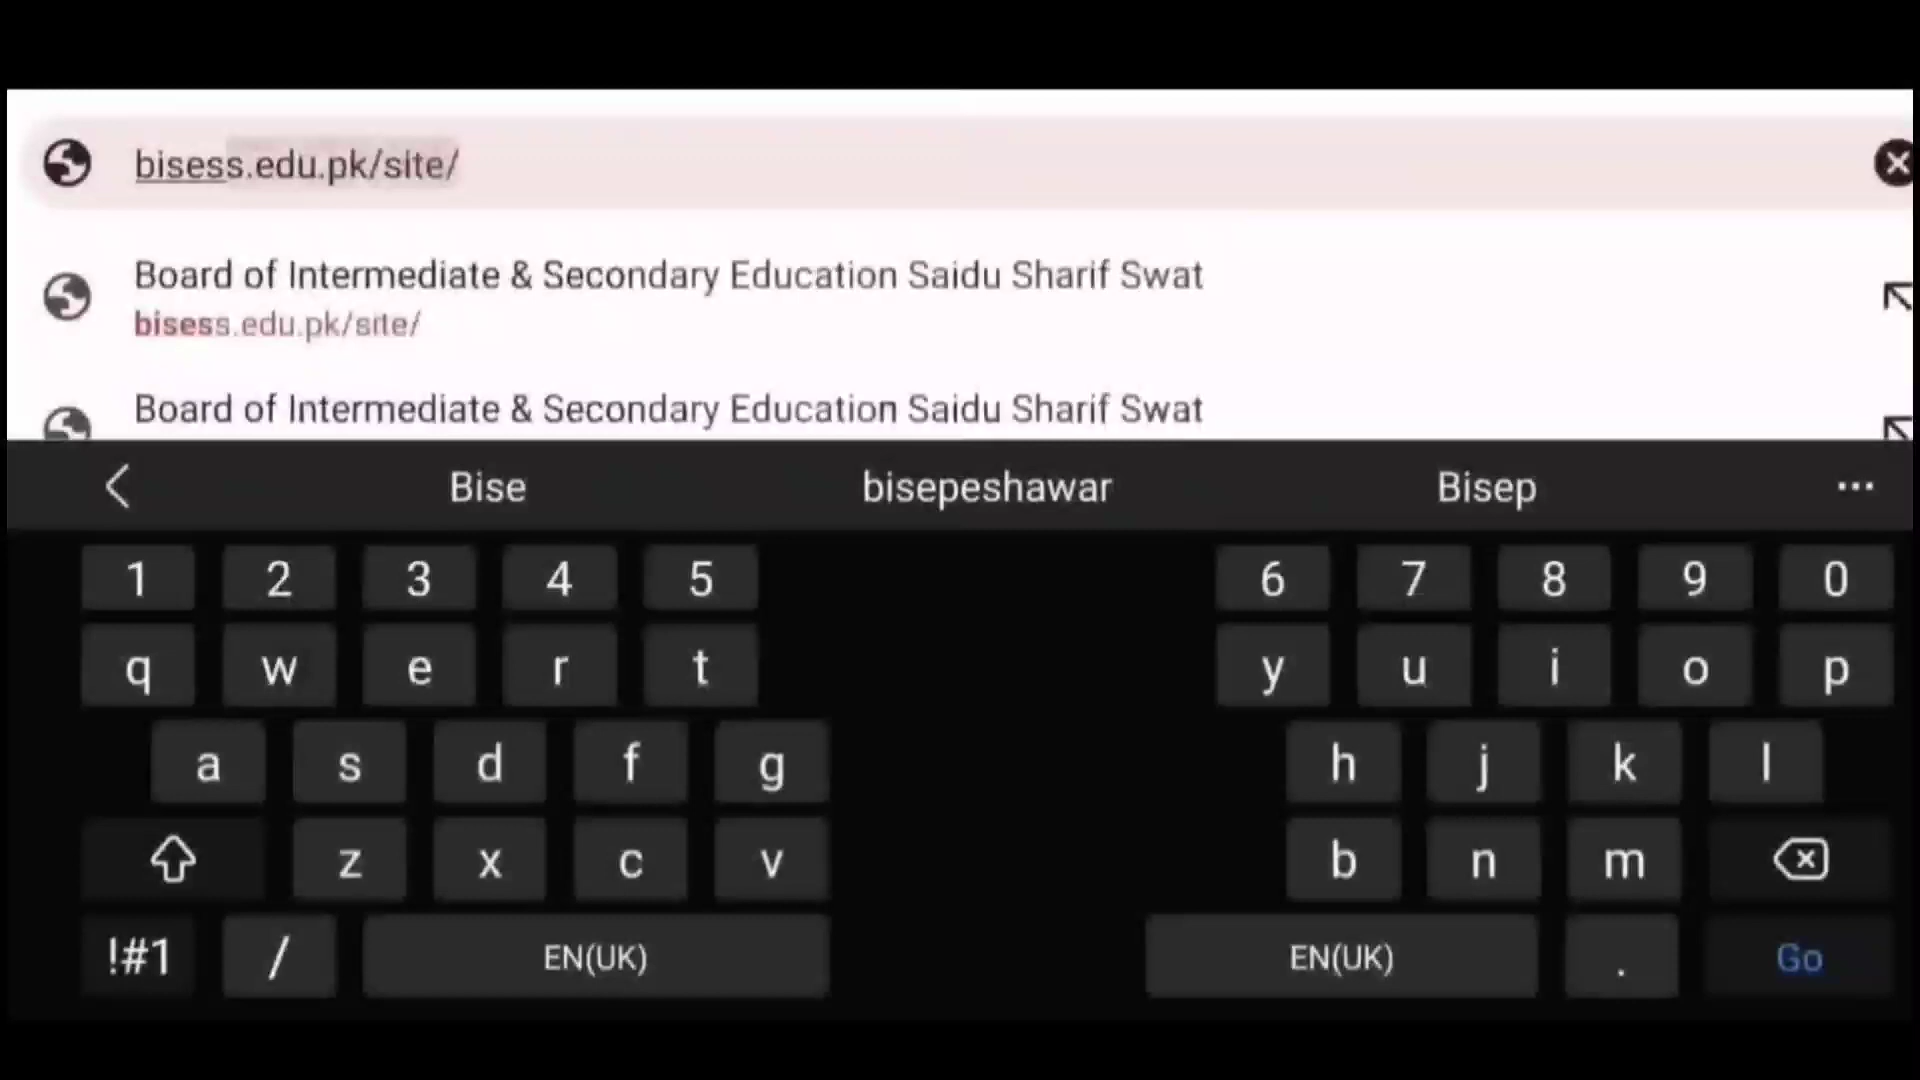 bisess.edu.pk/site/
Board of Intermediate & Secondary Education Saidu Sharif Swat
bisess.edu.pk/site/
Board of Intermediate & Secondary Education Saidu Sharif Swat
Bise bisepeshawar Bisep ...
1 2 3 4 5 6 7 8 9 0
q w e r t y u i o p
a s d f g h j k l
z x c v b n m
!#1 / EN(UK) EN(UK) . Go